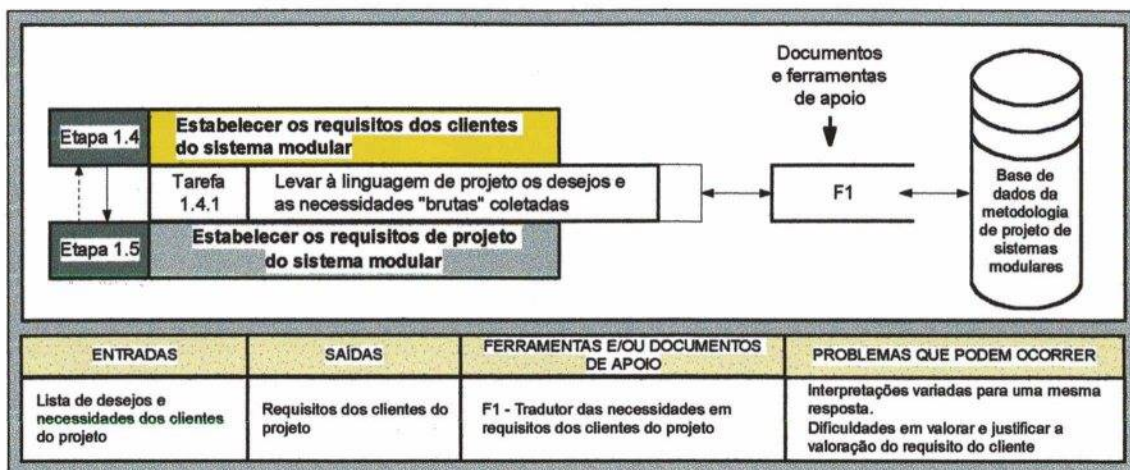 Documentos
e ferramentas
de apoio
Etapa 1.4
Estabelecer os requisitos dos clientes
do sistema modular
Tarefa
1.4.1
Levar à linguagem de projeto os desejos e
as necessidades "brutas" coletadas
F1
Base de
dados da
metodologia
de projeto de
sistemas
modulares
Etapa 1.5
Estabelecer os requisitos de projeto
do sistema modular
ENTRADAS
SAÍDAS
FERRAMENTAS E/OU DOCUMENTOS
DE APOIO
PROBLEMAS QUE PODEM OCORRER
Lista de desejos e
necessidades dos clientes
do projeto
Requisitos dos clientes do
projeto
F1 - Tradutor das necessidades em
requisitos dos clientes do projeto
Interpretações variadas para uma mesma
resposta.
Dificuldades em valorar e justificar a
valoração do requisito do cliente